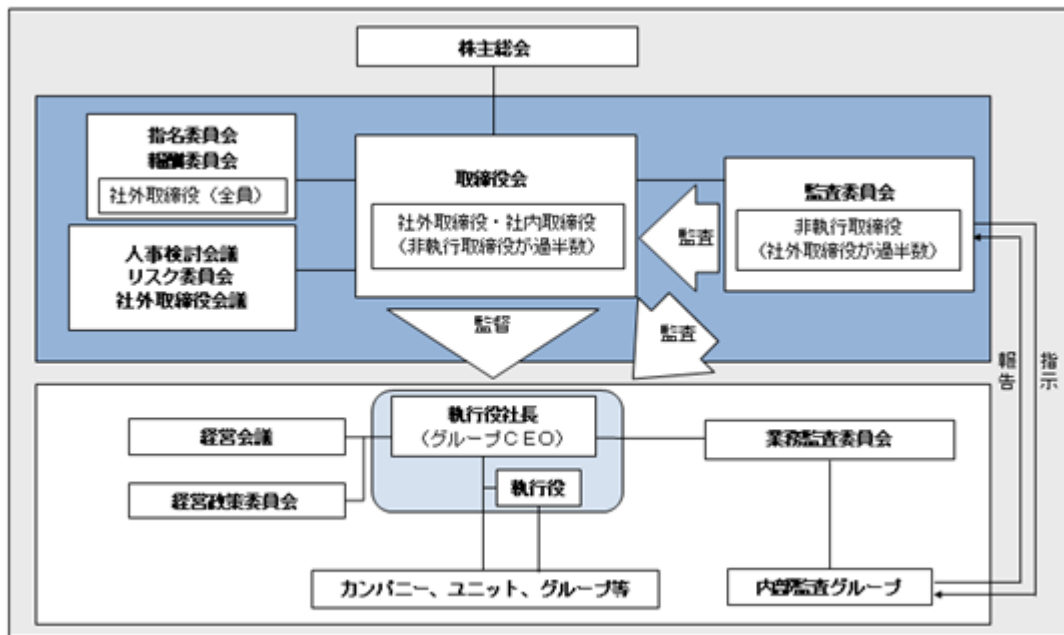 株主総会
指名委員会
報酬委員会
社外取締役（全員）
取締役会
社外取締役・社内取締役
（非執行取締役が過半数）
監査委員会
非執行取締役
（社外取締役が過半数）
監査
人事検討会議
リスク委員会
社外取締役会議
監督
監査
報告
指示
執行役社長
（グループCEO）
経営会議
業務監査委員会
執行役
経営政策委員会
カンパニー、ユニット、グループ等
内部監査グループ